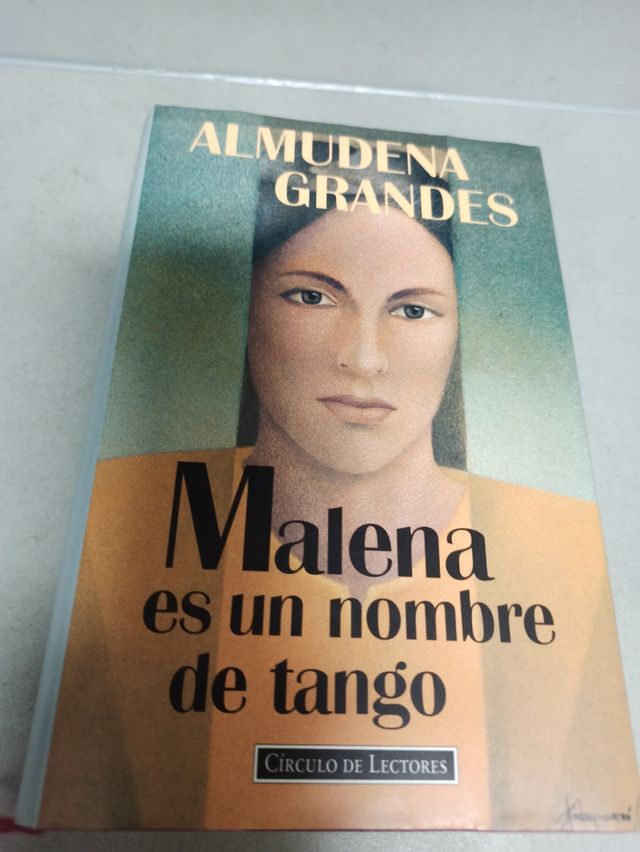 ALMUDENA
GRANDES
Malena
es un nombre
de tango
CÍRCULO DE LECTORES